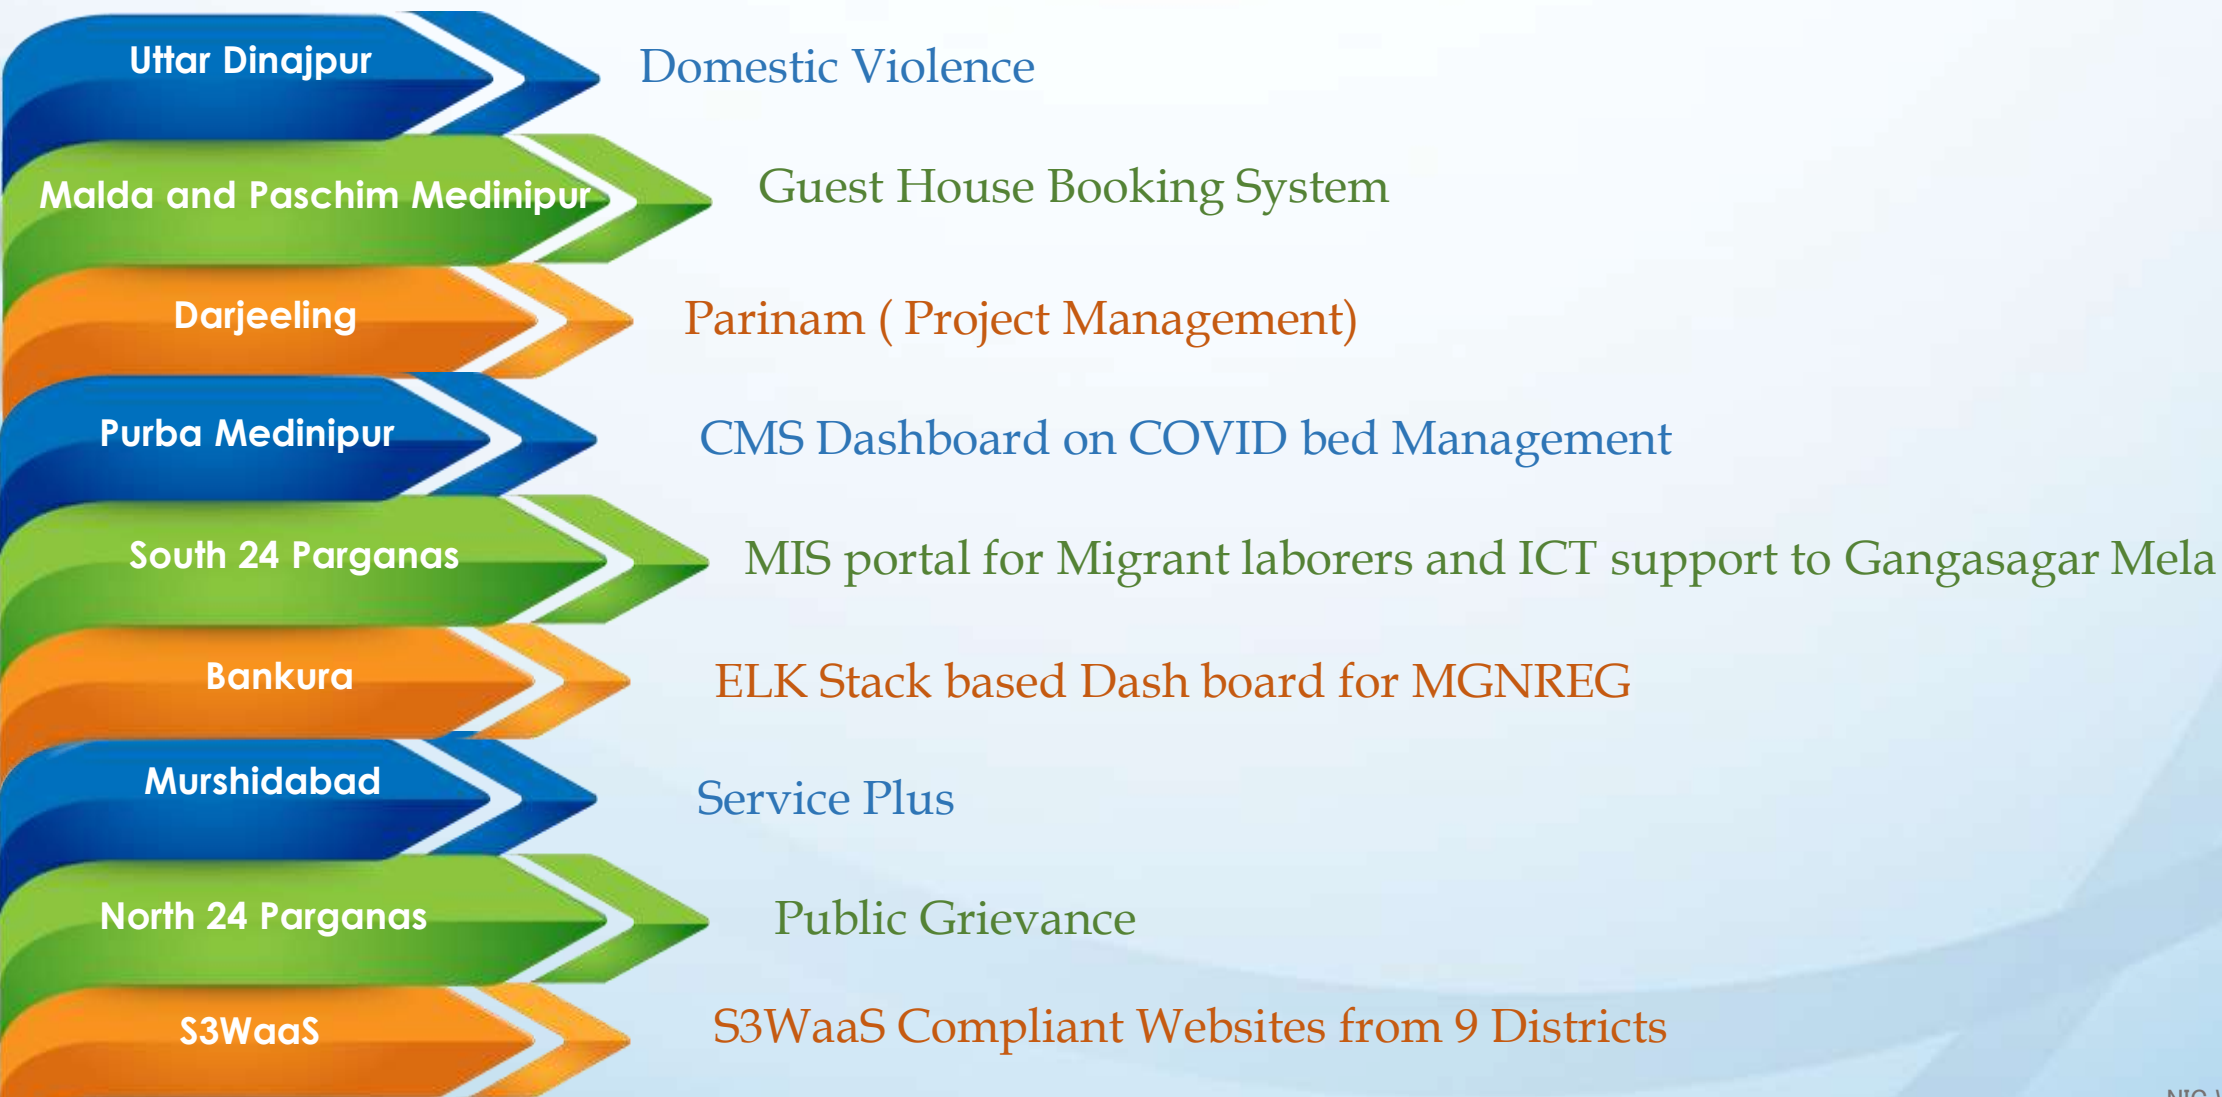 Uttar Dinajpur
Domestic Violence
Malda and Paschim Medinipur
Guest House Booking System
Darjeeling
Parinam ( Project Management)
Purba Medinipur
CMS Dashboard on COVID bed Management
South 24 Parganas
MIS portal for Migrant laborers and ICT support to Gangasagar Mela
Bankura
ELK Stack based Dash board for MGNREG
Murshidabad
Service Plus
North 24 Parganas
Public Grievance
S3WaaS
S3WaaS Compliant Websites from 9 Districts